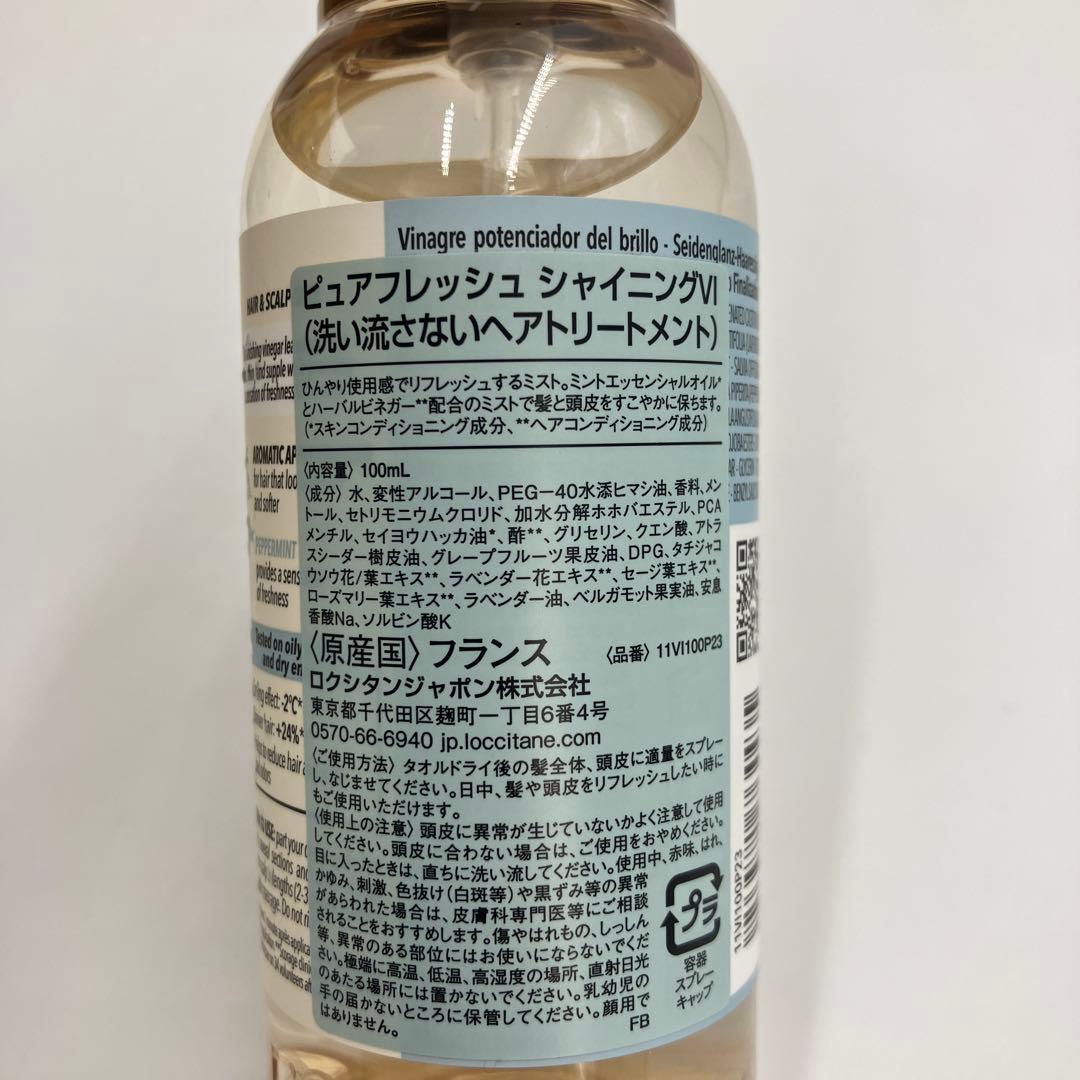 Vinagre potenciador del brillo - Seidenglanz-Haaressi
ピュアフレッシュ シャイニングVI
(洗い流さないヘアトリートメント)
ひんやり使用感でリフレッシュするミスト。ミントエッセンシャルオイル*
とハーバルビネガー**配合のミストで髪と頭皮をすこやかに保ちます。
(*スキンコンディショニング成分、**ヘアコンディショニング成分)
〈内容量〉 100mL
〈成分〉 水、変性アルコール、PEG-40水添ヒマシ油、香料、メン
トール、セトリモニウムクロリド、加水分解ホホバエステル、PCA
メンチル、セイヨウハッカ油*、酢**、グリセリン、クエン酸、アトラ
スシーダー樹皮油、グレープフルーツ果皮油、DPG、タチジャコ
ウソウ花/葉エキス**、ラベンダー花エキス**、セージ葉エキス**、
ローズマリー葉エキス**、ラベンダー油、ベルガモット果実油、安息
香酸Na、ソルビン酸K
〈原産国〉 フランス 〈品番〉 11VI100P23
ロクシタンジャポン株式会社
東京都千代田区麹町一丁目6番4号
0570-66-6940 jp.loccitane.com
〈ご使用方法〉 タオルドライ後の髪全体、頭皮に適量をスプレー
し、なじませてください。日中、髪や頭皮をリフレッシュしたい時に
もご使用いただけます。
〈使用上の注意〉 頭皮に異常が生じていないかよく注意して使用
してください。頭皮に合わない場合は、ご使用をおやめください。
目に入ったときは、直ちに洗い流してください。使用中、赤味、はれ、
かゆみ、刺激、色抜け(白斑等)や黒ずみ等の異常
があらわれた場合は、皮膚科専門医等にご相談
されることをおすすめします。傷やはれもの、しっしん
等、異常のある部位にはお使いにならないでくだ
さい。極端に高温、低温、高湿度の場所、直射日光
のあたる場所には置かないでください。乳幼児の
手の届かないところに保管してください。顔用で
はありません。
FB
プラ
容器
スプレー
キャップ
HAIR & SCALP
vinegar
supple
of freshness
AROMATIC
for hair that
and softer
PEPPERMINT
provides a
of freshness
Tested on oily
and dry
effect: -2°C*
hair: +24%*
to reduce hair
11VI100P23